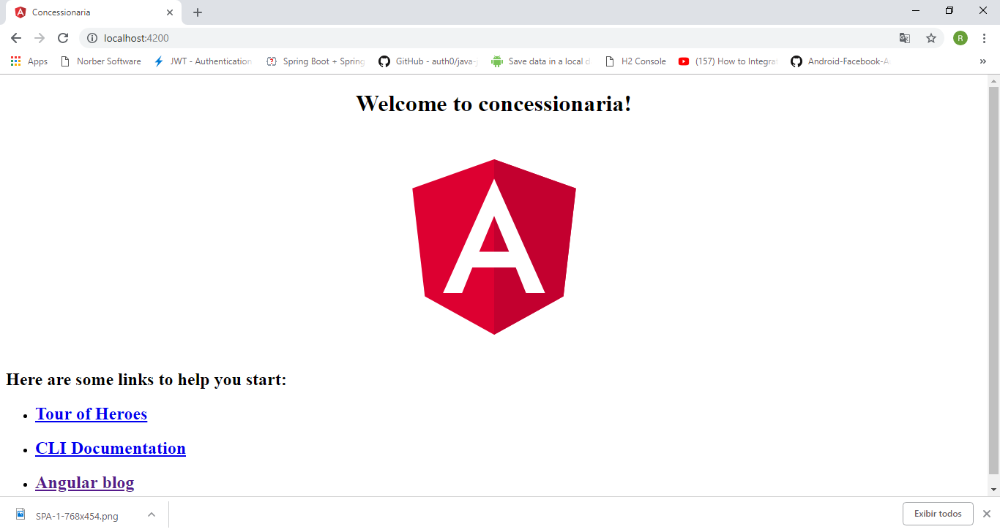 Concessionaria
localhost:4200
R
Apps Norber Software JWT - Authentication Spring Boot + Spring GitHub - auth0/java- Save data in a local d H2 Console (157) How to Integrat Android-Facebook-A »
Welcome to concessionaria!
A
Here are some links to help you start:
Tour of Heroes
CLI Documentation
Angular blog
SPA-1-768x454.png Exibir todos